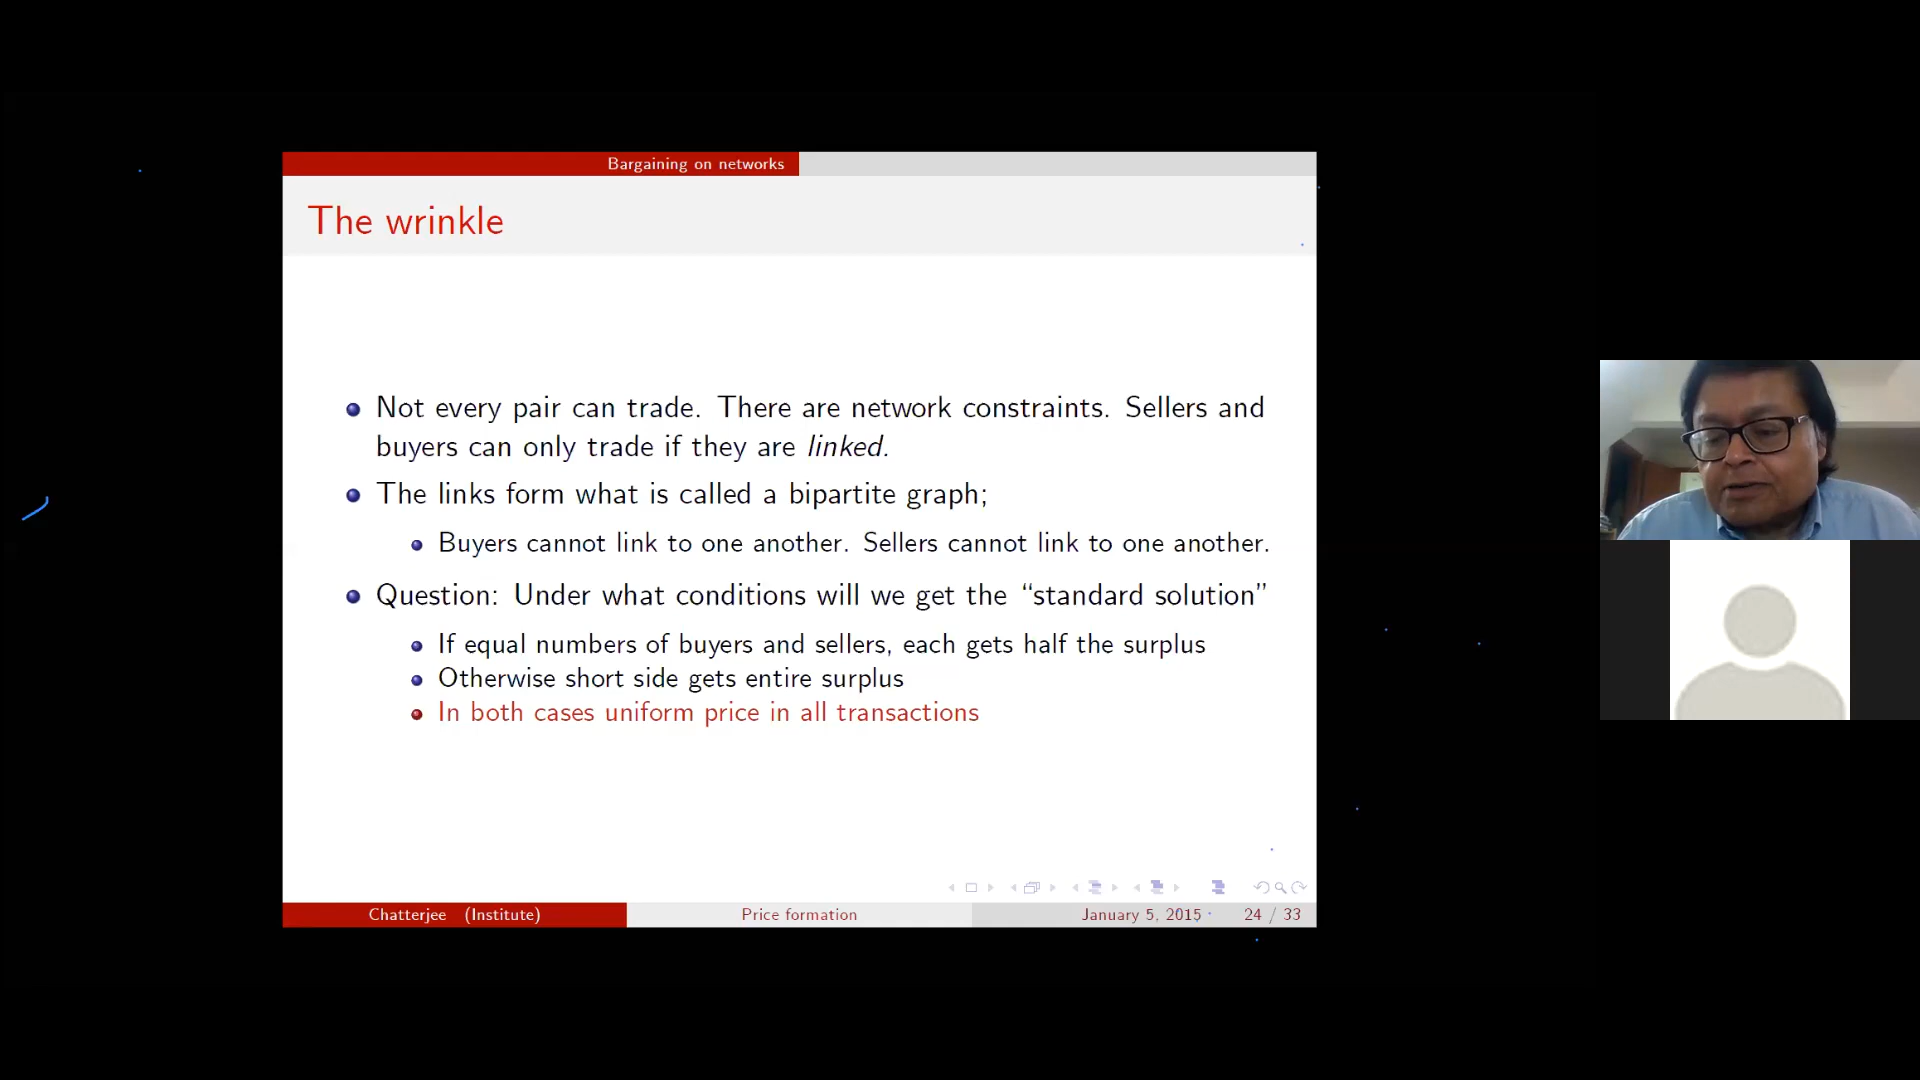 Bargaining on networks
The wrinkle
Not every pair can trade. There are network constraints. Sellers and
buyers can only trade if they are linked.
The links form what is called a bipartite graph;
Buyers cannot link to one another. Sellers cannot link to one another.
Question: Under what conditions will we get the “standard solution”
If equal numbers of buyers and sellers, each gets half the surplus
Otherwise short side gets entire surplus
In both cases uniform price in all transactions
Chatterjee (Institute)
Price formation
January 5, 2015
24 / 33